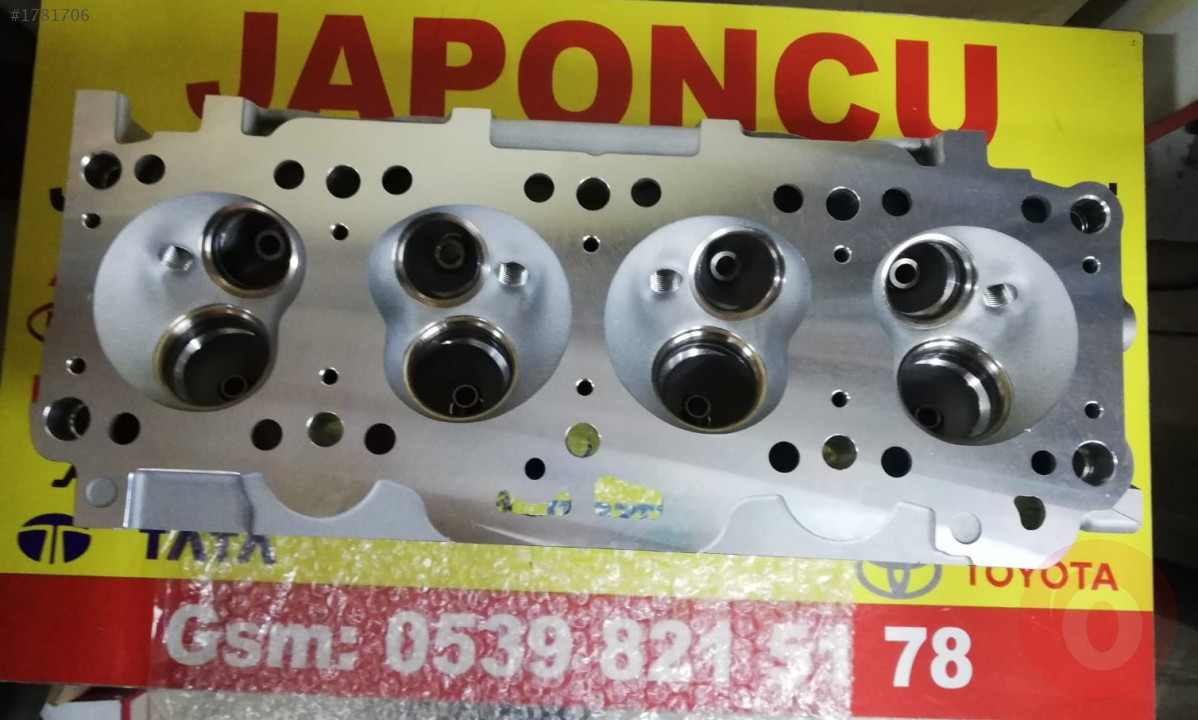 #1781706
JAPONCU
TATA
TOYOTA
Gsm: 0539 821 51 78